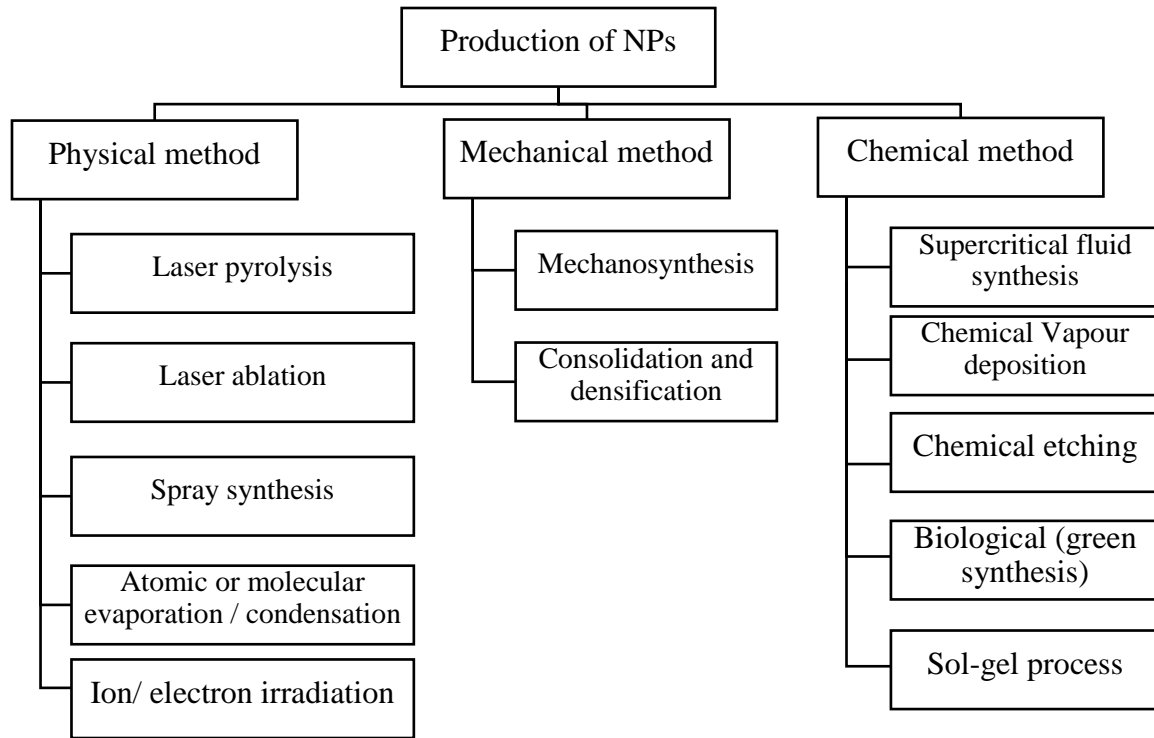 Production of NPs
Physical method
Mechanical method
Chemical method
Laser pyrolysis
Laser ablation
Spray synthesis
Atomic or molecular
evaporation / condensation
Ion/ electron irradiation
Mechanosynthesis
Consolidation and
densification
Supercritical fluid
synthesis
Chemical Vapour
deposition
Chemical etching
Biological (green
synthesis)
Sol-gel process